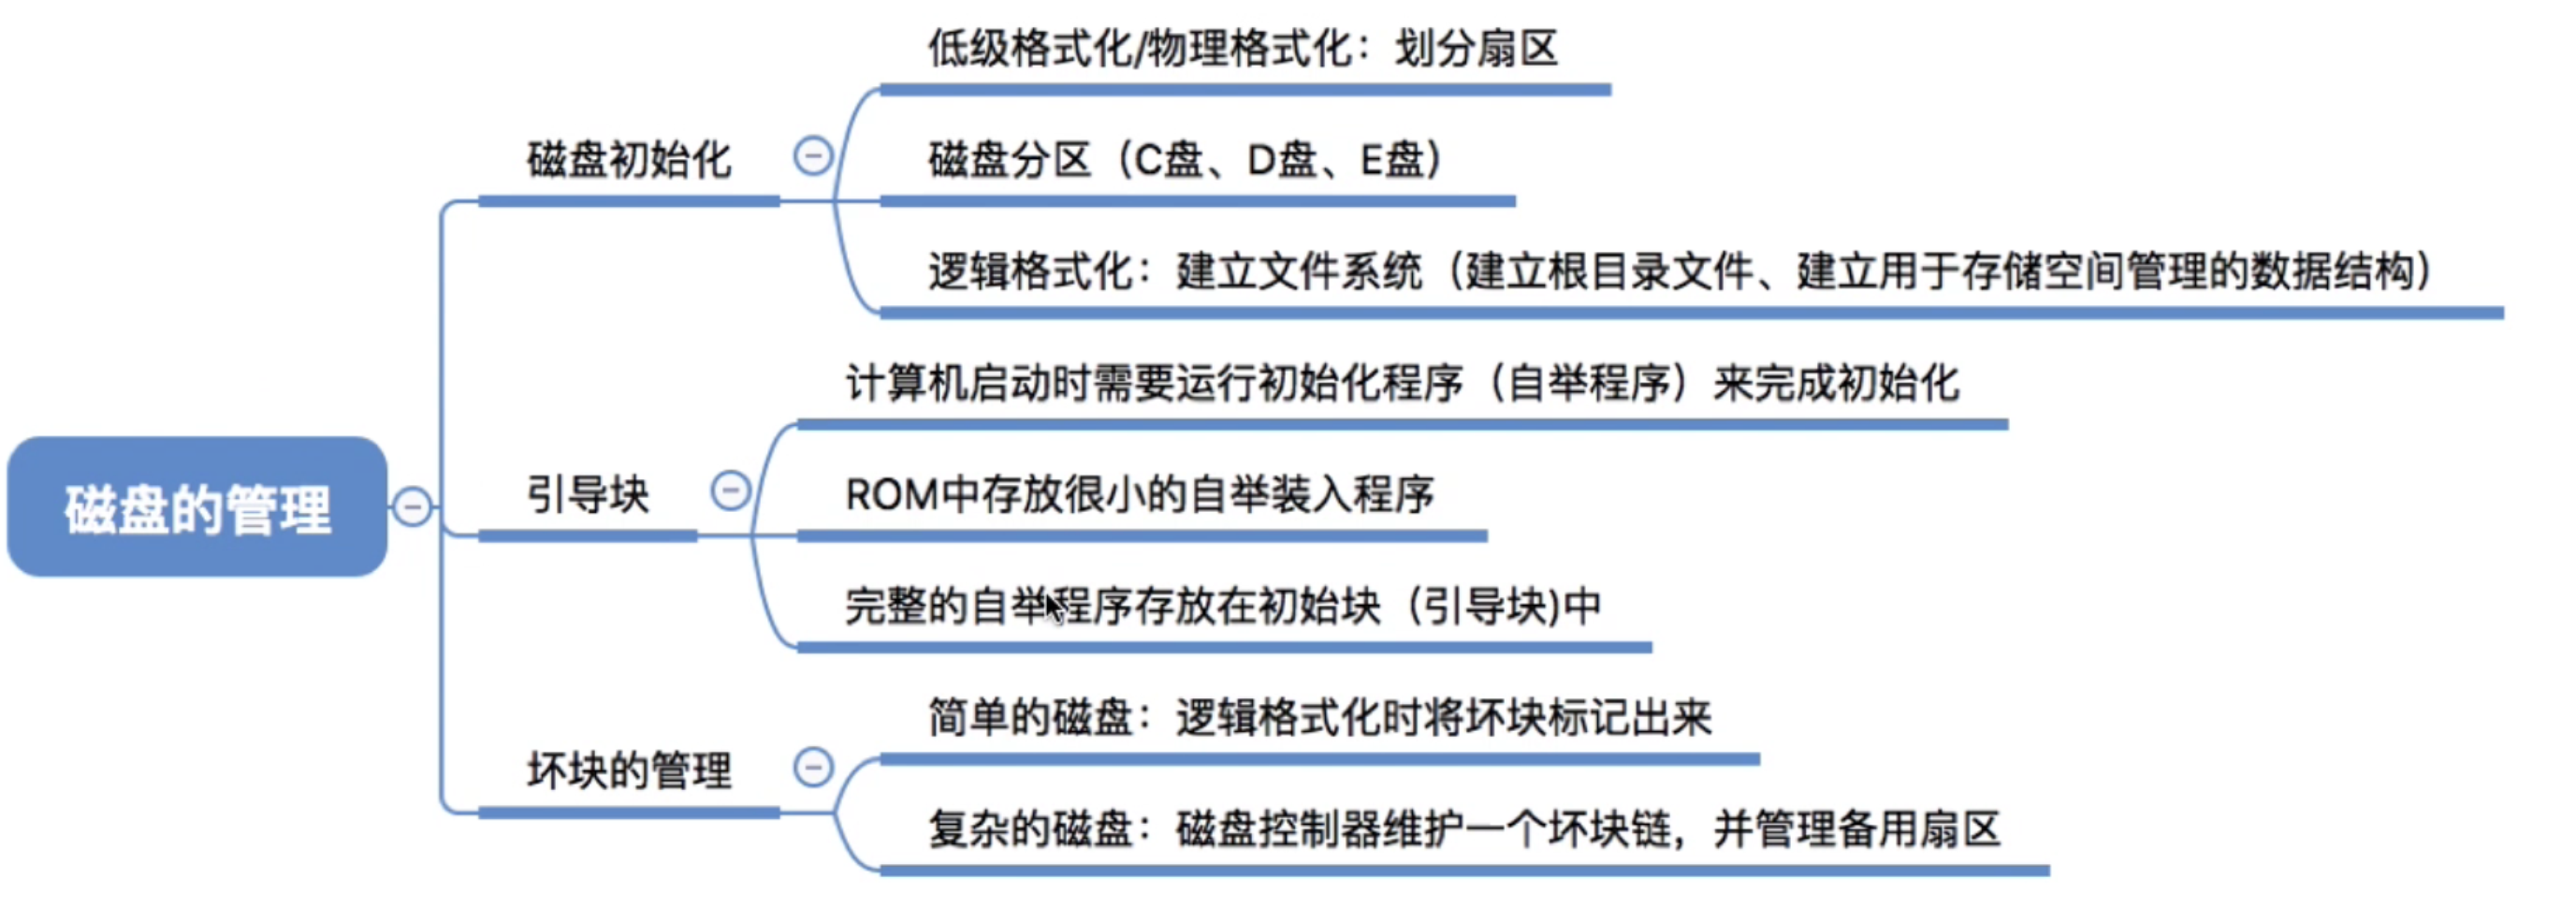 磁盘的管理
磁盘初始化
低级格式化/物理格式化：划分扇区
磁盘分区（C盘、D盘、E盘）
逻辑格式化：建立文件系统（建立根目录文件、建立用于存储空间管理的数据结构）
引导块
计算机启动时需要运行初始化程序（自举程序）来完成初始化
ROM中存放很小的自举装入程序
完整的自举程序存放在初始块（引导块)中
坏块的管理
简单的磁盘：逻辑格式化时将坏块标记出来
复杂的磁盘：磁盘控制器维护一个坏块链，并管理备用扇区